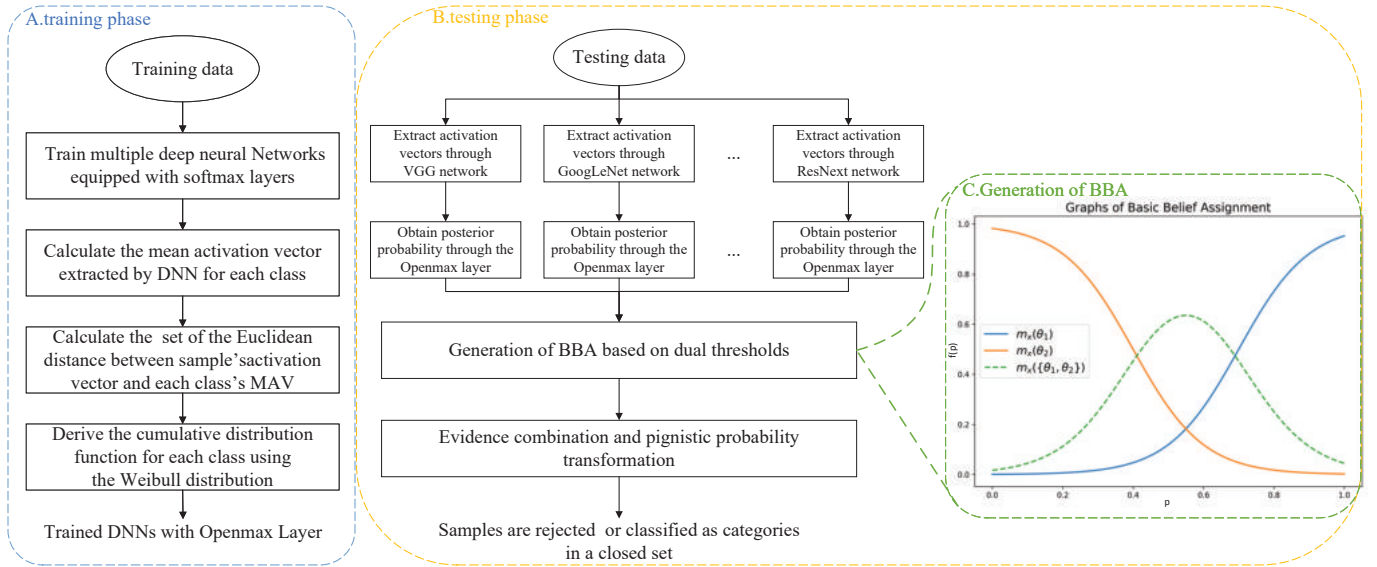 A.training phase
Training data
Train multiple deep neural Networks
equipped with softmax layers
Calculate the mean activation vector
extracted by DNN for each class
Calculate the set of the Euclidean
distance between sample'sactivation
vector and each class's MAV
Derive the cumulative distribution
function for each class using
the Weibull distribution
Trained DNNs with Openmax Layer
B.testing phase
Testing data
Extract activation
vectors through
VGG network
Extract activation
vectors through
GoogLeNet network
...
Extract activation
vectors through
ResNext network
Obtain posterior
probability through the
Openmax layer
Obtain posterior
probability through the
Openmax layer
...
Obtain posterior
probability through the
Openmax layer
Generation of BBA based on dual thresholds
Evidence combination and pignistic probability
transformation
Samples are rejected or classified as categories
in a closed set
C.Generation of BBA
Graphs of Basic Belief Assignment
1.0
0.8
0.6
0.4
0.2
0.0
f(p)
mₓ(θ₁)
mₓ(θ₂)
mₓ({θ₁, θ₂})
0.0 0.2 0.4 0.6 0.8 1.0
p